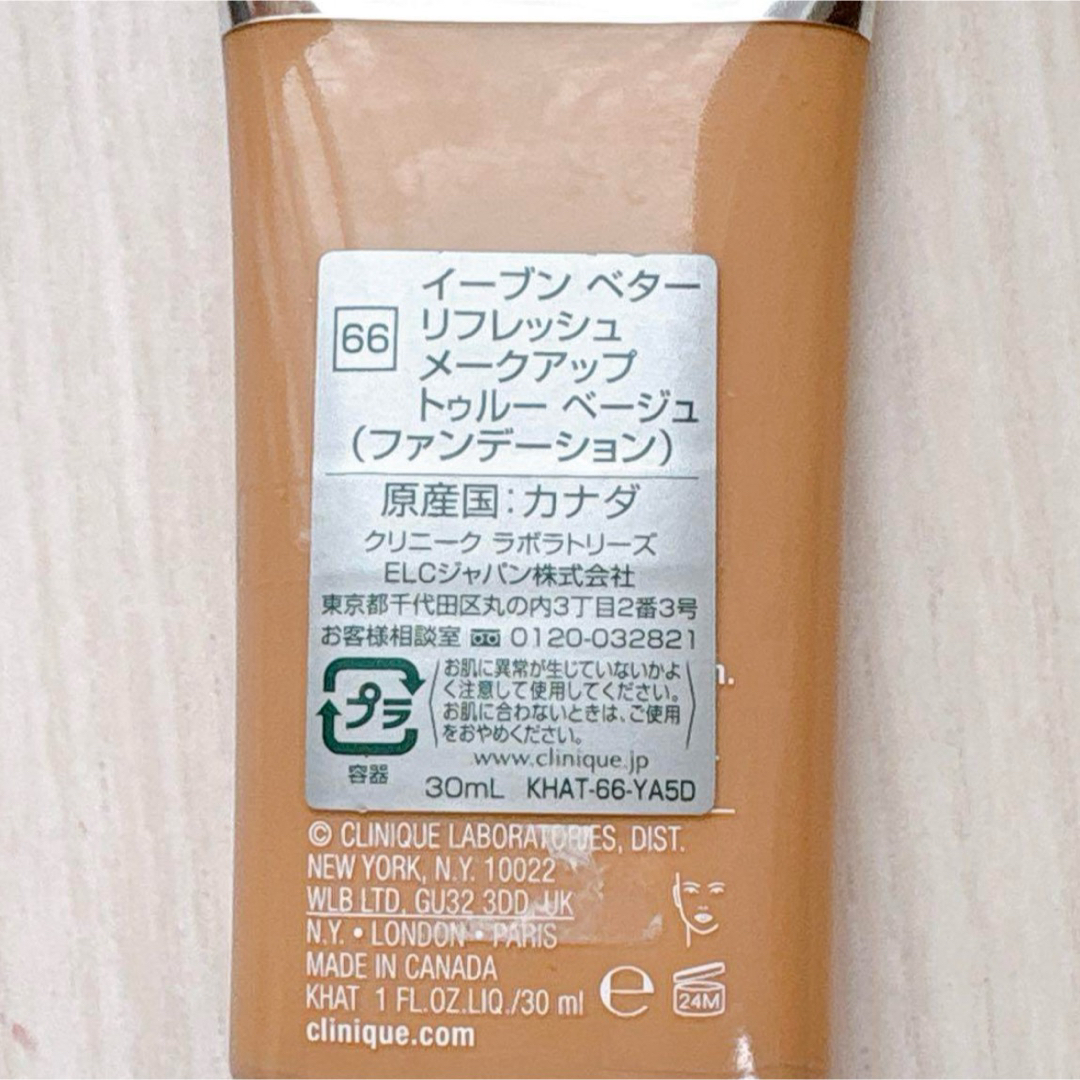 イーブン ベター
66 リフレッシュ
メークアップ
トゥルー ベージュ
(ファンデーション)
原産国:カナダ
クリニーク ラボラトリーズ
ELCジャパン株式会社
東京都千代田区丸の内3丁目2番3号
お客様相談室 0120-032821
お肌に異常が生じていないかよ
く注意して使用してください。
お肌に合わないときは、ご使用
をおやめください。
プラ
容器
www.clinique.jp
30mL KHAT-66-YA5D
© CLINIQUE LABORATORIES, DIST.
NEW YORK, N.Y. 10022
WLB LTD, GU32 3DD UK
N.Y. • LONDON • PARIS
MADE IN CANADA
KHAT 1 FL.OZ.LIQ./30 ml e 24M
clinique.com